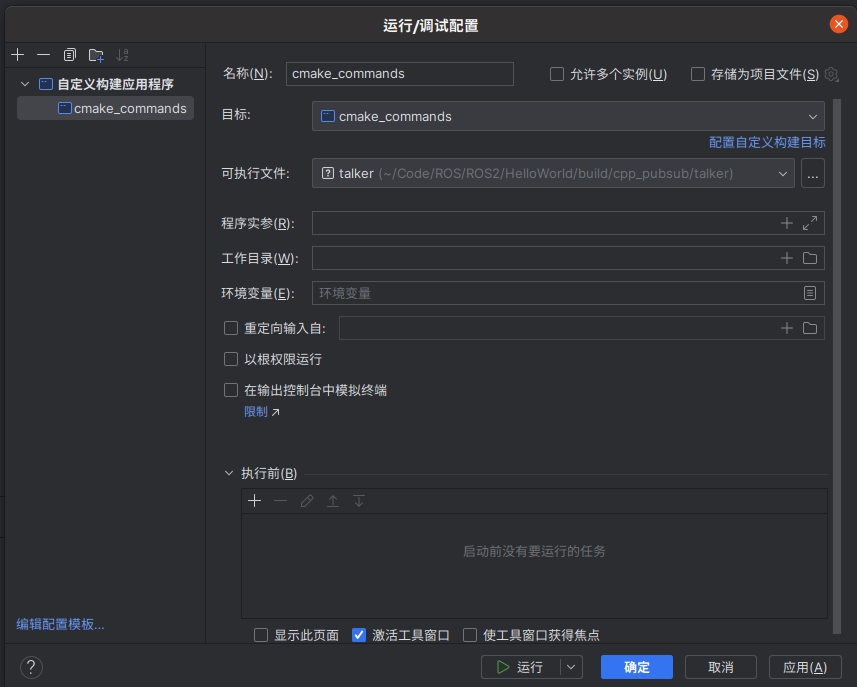 运行/调试配置
自定义构建应用程序
cmake_commands
名称(N): cmake_commands 允许多个实例(U) 存储为项目文件(S)
目标: cmake_commands
配置自定义构建目标
可执行文件: talker (~/Code/ROS/ROS2/HelloWorld/build/cpp_pubsub/talker) ...
程序实参(R):
工作目录(W):
环境变量(E): 环境变量
重定向输入自:
以根权限运行
在输出控制台中模拟终端
限制
执行前(B)
启动前没有要运行的任务
编辑配置模板...
显示此页面 激活工具窗口 使工具窗口获得焦点
? 运行 确定 取消 应用(A)